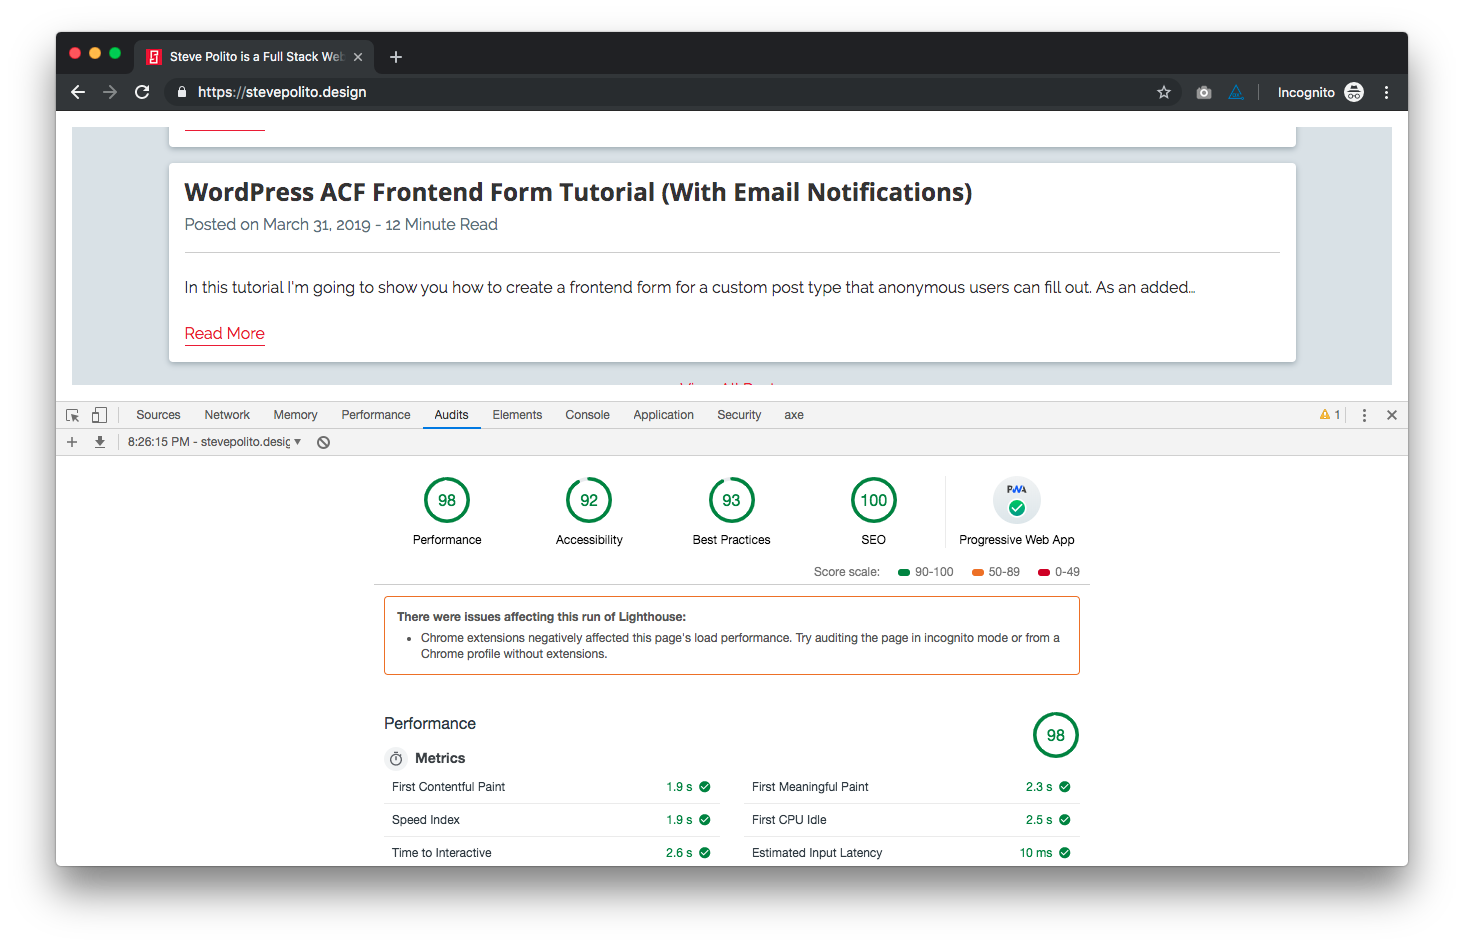 Steve Polito is a Full Stack Web
https://stevepolito.design
Incognito
WordPress ACF Frontend Form Tutorial (With Email Notifications)
Posted on March 31, 2019 - 12 Minute Read
In this tutorial I'm going to show you how to create a frontend form for a custom post type that anonymous users can fill out. As an added…
Read More
View All Posts
Sources Network Memory Performance Audits Elements Console Application Security axe 1
8:26:15 PM - stevepolito.desig
98 92 93 100 PWA
Performance Accessibility Best Practices SEO Progressive Web App
Score scale: 90-100 50-89 0-49
There were issues affecting this run of Lighthouse:
• Chrome extensions negatively affected this page's load performance. Try auditing the page in incognito mode or from a
Chrome profile without extensions.
Performance 98
Metrics
First Contentful Paint 1.9 s First Meaningful Paint 2.3 s
Speed Index 1.9 s First CPU Idle 2.5 s
Time to Interactive 2.6 s Estimated Input Latency 10 ms